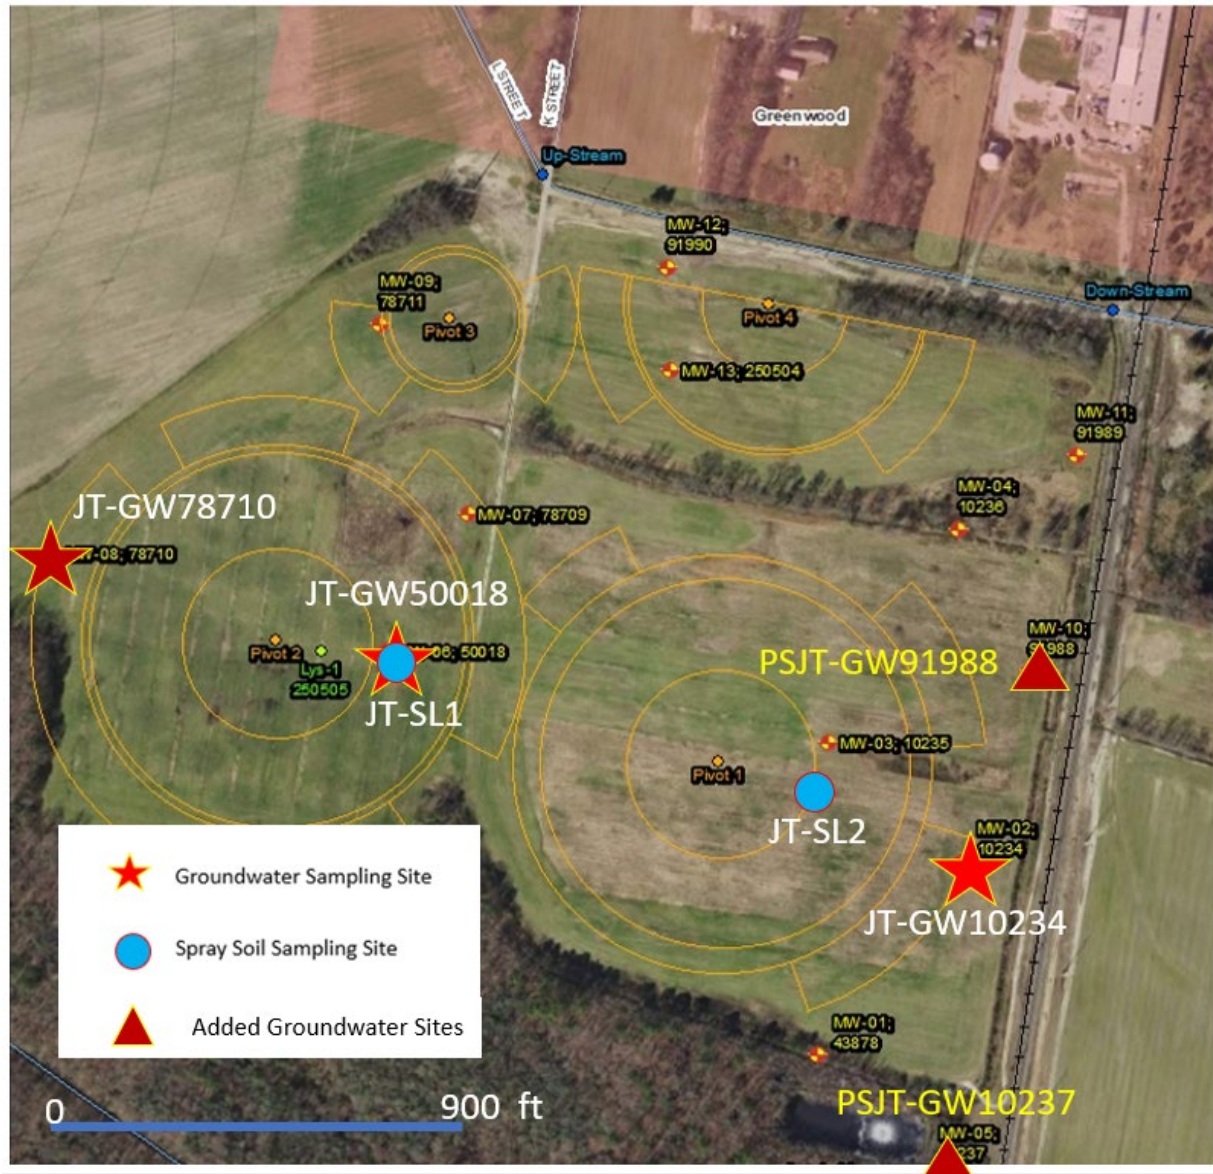 L STREET
K STREET
Greenwood
Up-Stream
MW-12;
91990
MW-09;
78711
Pivot 3
Pivot 4
Down-Stream
MW-13; 250504
MW-11;
91989
MW-04;
10236
JT-GW78710
MW-07; 78709
-08; 78710
JT-GW50018
MW-10;
91988
Pivot 2
Lys-1
250505
-06; 50018
PSJT-GW91988
JT-SL1
MW-03; 10235
Pivot 1
JT-SL2
MW-02;
10234
JT-GW10234
Groundwater Sampling Site
Spray Soil Sampling Site
Added Groundwater Sites
MW-01;
43878
0
900 ft
PSJT-GW10237
MW-05;
237